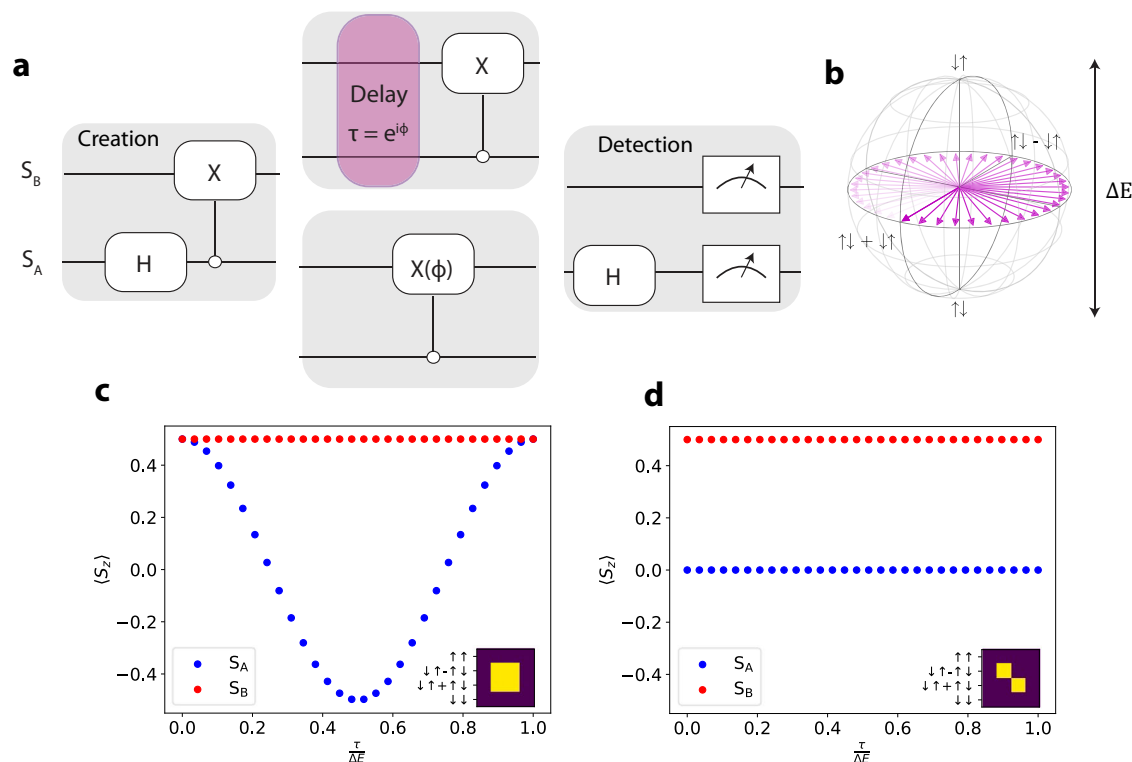 a
Creation
S_B
S_A
X
H
Delay
τ = e^{iϕ}
X
X(ϕ)
Detection
H
b
↓↑
↑↓ - ↓↑
↑↓ + ↓↑
↑↓
ΔE
c
⟨S_z⟩
0.4
0.2
0.0
−0.2
−0.4
0.0 0.2 0.4 0.6 0.8 1.0
τ/ΔE
S_A
S_B
↑↑
↓↑-↑↓
↓↑+↑↓
↓↓
d
⟨S_z⟩
0.4
0.2
0.0
−0.2
−0.4
0.0 0.2 0.4 0.6 0.8 1.0
τ/ΔE
S_A
S_B
↑↑
↓↑-↑↓
↓↑+↑↓
↓↓